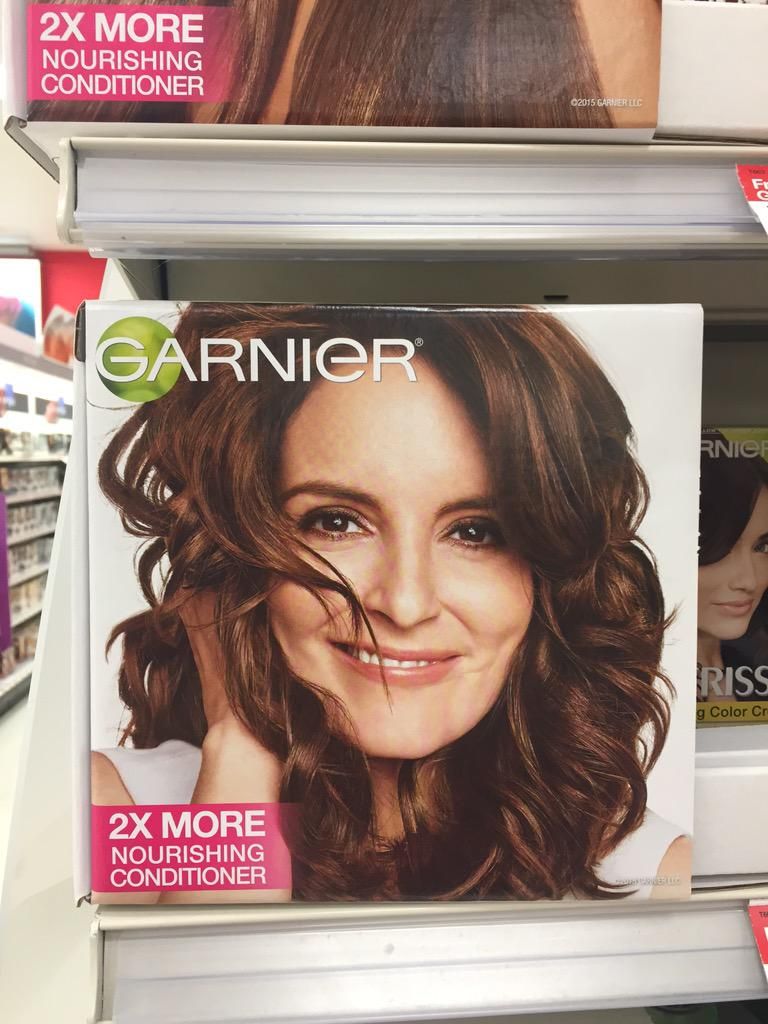 2X MORE
NOURISHING
CONDITIONER
©2015 GARNIER LLC
GARNIER®
RNIER
RISS
g Color Cr
2X MORE
NOURISHING
CONDITIONER